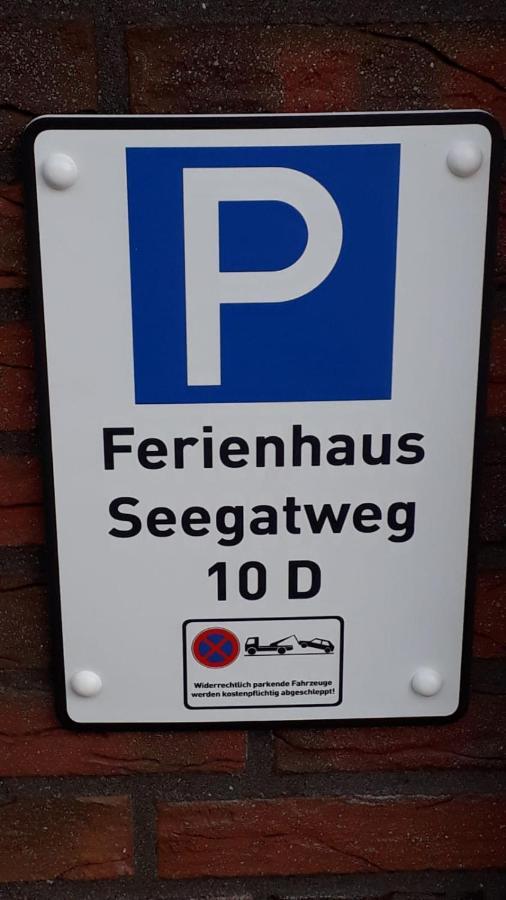 P
Ferienhaus
Seegatweg
10 D
Widerrechtlich parkende Fahrzeuge
werden kostenpflichtig abgeschleppt!